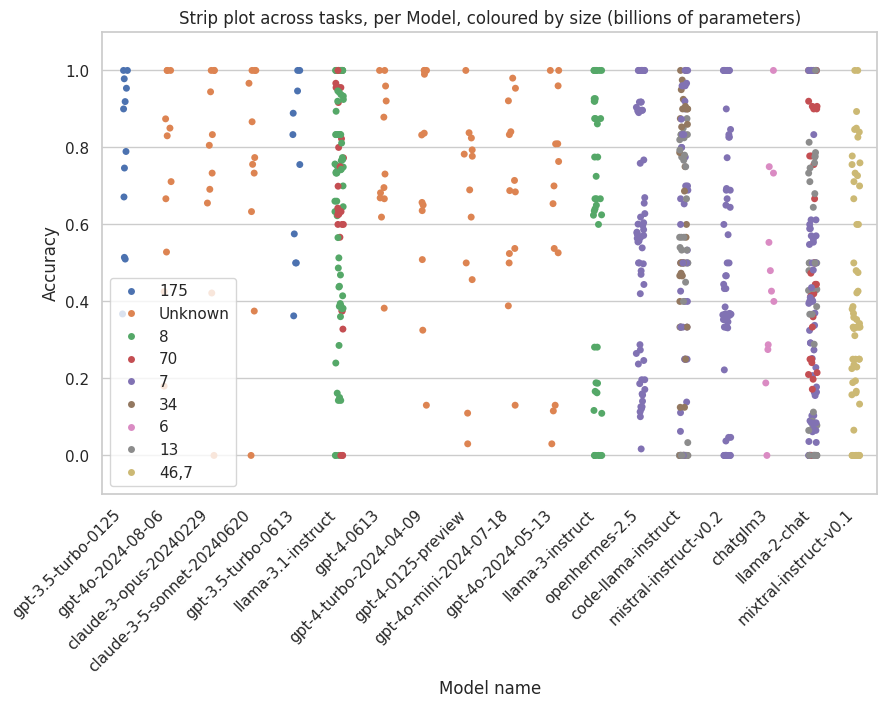 Strip plot across tasks, per Model, coloured by size (billions of parameters)
Accuracy
1.0
0.8
0.6
0.4
0.2
0.0
175
Unknown
8
70
7
34
6
13
46,7
gpt-3.5-turbo-0125
gpt-4o-2024-08-06
claude-3-opus-20240229
claude-3-5-sonnet-20240620
gpt-3.5-turbo-0613
llama-3.1-instruct
gpt-4-0613
gpt-4-turbo-2024-04-09
gpt-4-0125-preview
gpt-4o-mini-2024-07-18
gpt-4o-2024-05-13
llama-3-instruct
openhermes-2.5
code-llama-instruct
mistral-instruct-v0.2
chatglm3
llama-2-chat
mixtral-instruct-v0.1
Model name